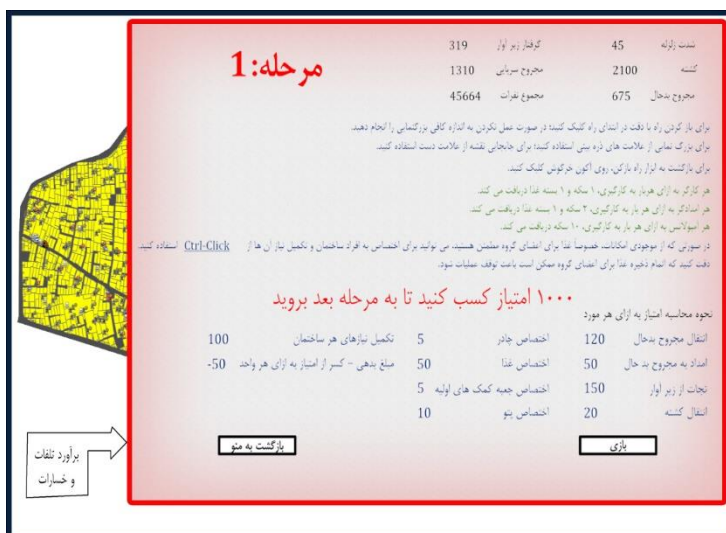 مرحله:1
شدت زلزله 45 گرفتار زیر آوار 319
کشته 2100 مجروح سرپایی 1310
مجروح بدحال 675 مجموع نفرات 45664
برای باز کردن راه با دقت در ابتدای راه کلیک کنید؛ در صورت عمل نکردن به اندازه کافی بزرگنمایی را انجام دهید.
برای بزرگ نمایی از علامت های ذره بینی استفاده کنید؛ برای جابجایی نقشه از علامت دست استفاده کنید.
برای بازگشت به ابزار راه بازکن، روی آکون خرگوش کلیک کنید.
هر کارگر به ازای هربار به کارگیری، ۱ سکه و ۱ بسته غذا دریافت می کند.
هر امدادگر به ازای هر بار به کارگیری، ۲ سکه و ۱ بسته غذا دریافت می کند.
هر آمبولانس به ازای هر بار به کارگیری، ۱۰ سکه دریافت می کند.
در صورتی که از موجودی امکانات، خصوصاً غذا برای اعضای گروه مطمئن هستید، می توانید برای اختصاص به افراد ساختمان و تکمیل نیاز آن ها از Ctrl-Click استفاده کنید.
دقت کنید که اتمام ذخیره غذا برای اعضای گروه ممکن است باعث توقف عملیات شود.
۱۰۰۰ امتیاز کسب کنید تا به مرحله بعد بروید
نحوه محاسبه امتیاز به ازای هر مورد
انتقال مجروح بدحال 120 اختصاص چادر 5 تکمیل نیازهای هر ساختمان 100
امداد به مجروح بد حال 50 اختصاص غذا 50 مبلغ بدهی - کسر از امتیاز به ازای هر واحد 50-
نجات از زیر آوار 150 اختصاص جعبه کمک های اولیه 5
انتقال کشته 20 اختصاص پتو 10
بازی بازگشت به منو
برآورد تلفات
و خسارات